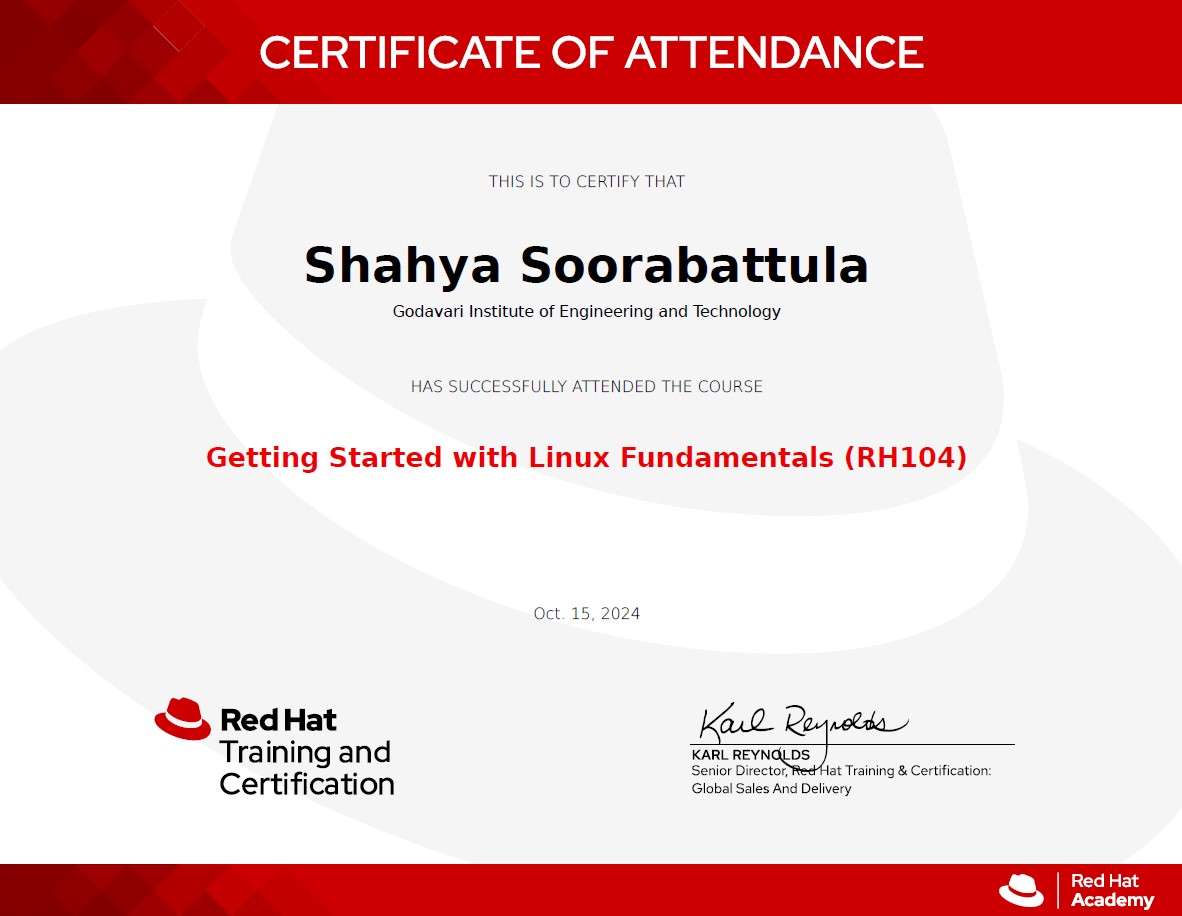 CERTIFICATE OF ATTENDANCE
THIS IS TO CERTIFY THAT
Shahya Soorabattula
Godavari Institute of Engineering and Technology
HAS SUCCESSFULLY ATTENDED THE COURSE
Getting Started with Linux Fundamentals (RH104)
Oct. 15, 2024
Red Hat
Training and
Certification
Karl Reynolds
KARL REYNOLDS
Senior Director, Red Hat Training & Certification:
Global Sales And Delivery
Red Hat
Academy